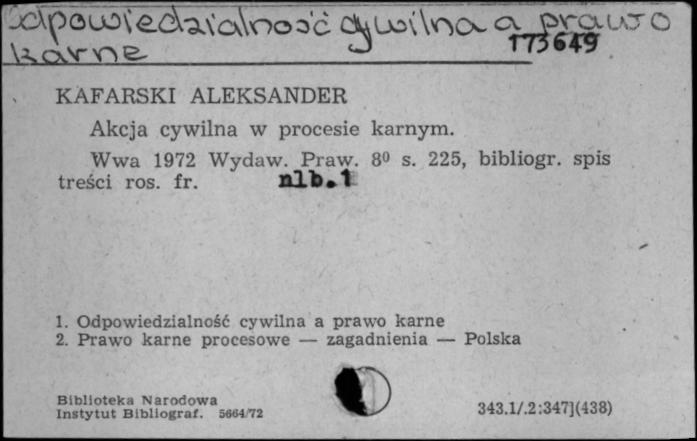 Odpowiedzialność cywilna a prawo
karne
173649
KAFARSKI ALEKSANDER
Akcja cywilna w procesie karnym.
Wwa 1972 Wydaw. Praw. 8⁰ s. 225, bibliogr. spis
treści ros. fr. nlb.1
1. Odpowiedzialność cywilna a prawo karne
2. Prawo karne procesowe — zagadnienia — Polska
Biblioteka Narodowa
Instytut Bibliograf. 5664/72
343.1/.2:347](438)